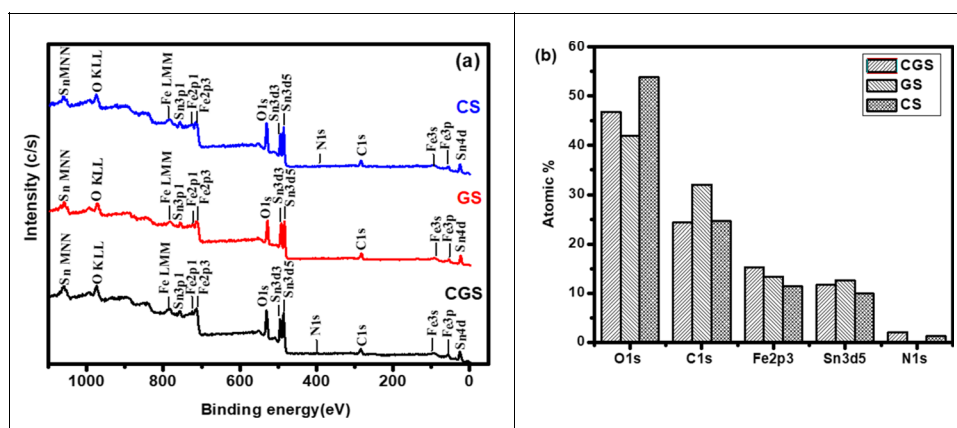 (a)
Sn MNN
O KLL
Fe LMM
Sn3p1
Fe2p1
Fe2p3
O1s
Sn3d3
Sn3d5
N1s
C1s
Fe3s
Fe3p
Sn4d
CS
Sn MNN
O KLL
Fe LMM
Sn3p1
Fe2p1
Fe2p3
O1s
Sn3d3
Sn3d5
C1s
Fe3s
Fe3p
Sn4d
GS
Sn MNN
O KLL
Fe LMM
Sn3p1
Fe2p1
Fe2p3
O1s
Sn3d3
Sn3d5
N1s
C1s
Fe3s
Fe3p
Sn4d
CGS
Intensity (c/s)
1000 800 600 400 200 0
Binding energy(eV)
(b)
CGS
GS
CS
Atomic %
60
50
40
30
20
10
0
O1s C1s Fe2p3 Sn3d5 N1s